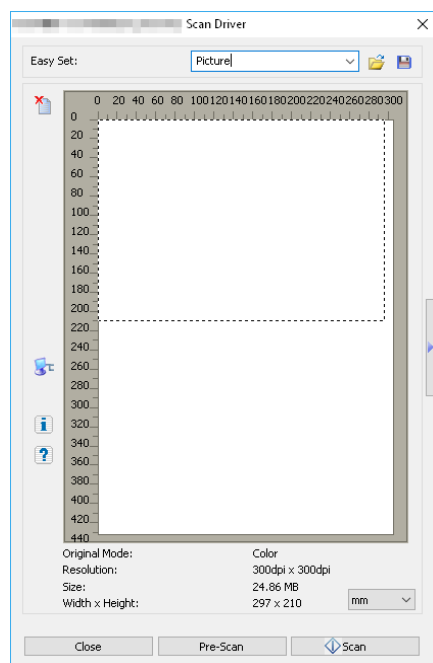 Scan Driver
Easy Set: Picture
0 20 40 60 80 100 120 140 160 180 200 220 240 260 280 300
0
20
40
60
80
100
120
140
160
180
200
220
240
260
280
300
320
340
360
380
400
420
440
Original Mode: Color
Resolution: 300dpi x 300dpi
Size: 24.86 MB
Width x Height: 297 x 210 mm
Close Pre-Scan Scan